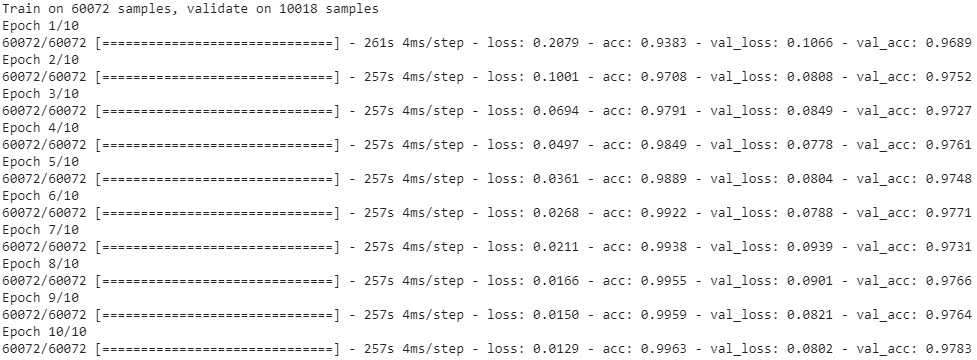 Train on 60072 samples, validate on 10018 samples
Epoch 1/10
60072/60072 [==============================] - 261s 4ms/step - loss: 0.2079 - acc: 0.9383 - val_loss: 0.1066 - val_acc: 0.9689
Epoch 2/10
60072/60072 [==============================] - 257s 4ms/step - loss: 0.1001 - acc: 0.9708 - val_loss: 0.0808 - val_acc: 0.9752
Epoch 3/10
60072/60072 [==============================] - 257s 4ms/step - loss: 0.0694 - acc: 0.9791 - val_loss: 0.0849 - val_acc: 0.9727
Epoch 4/10
60072/60072 [==============================] - 257s 4ms/step - loss: 0.0497 - acc: 0.9849 - val_loss: 0.0778 - val_acc: 0.9761
Epoch 5/10
60072/60072 [==============================] - 257s 4ms/step - loss: 0.0361 - acc: 0.9889 - val_loss: 0.0804 - val_acc: 0.9748
Epoch 6/10
60072/60072 [==============================] - 257s 4ms/step - loss: 0.0268 - acc: 0.9922 - val_loss: 0.0788 - val_acc: 0.9771
Epoch 7/10
60072/60072 [==============================] - 257s 4ms/step - loss: 0.0211 - acc: 0.9938 - val_loss: 0.0939 - val_acc: 0.9731
Epoch 8/10
60072/60072 [==============================] - 257s 4ms/step - loss: 0.0166 - acc: 0.9955 - val_loss: 0.0901 - val_acc: 0.9766
Epoch 9/10
60072/60072 [==============================] - 257s 4ms/step - loss: 0.0150 - acc: 0.9959 - val_loss: 0.0821 - val_acc: 0.9764
Epoch 10/10
60072/60072 [==============================] - 257s 4ms/step - loss: 0.0129 - acc: 0.9963 - val_loss: 0.0802 - val_acc: 0.9783